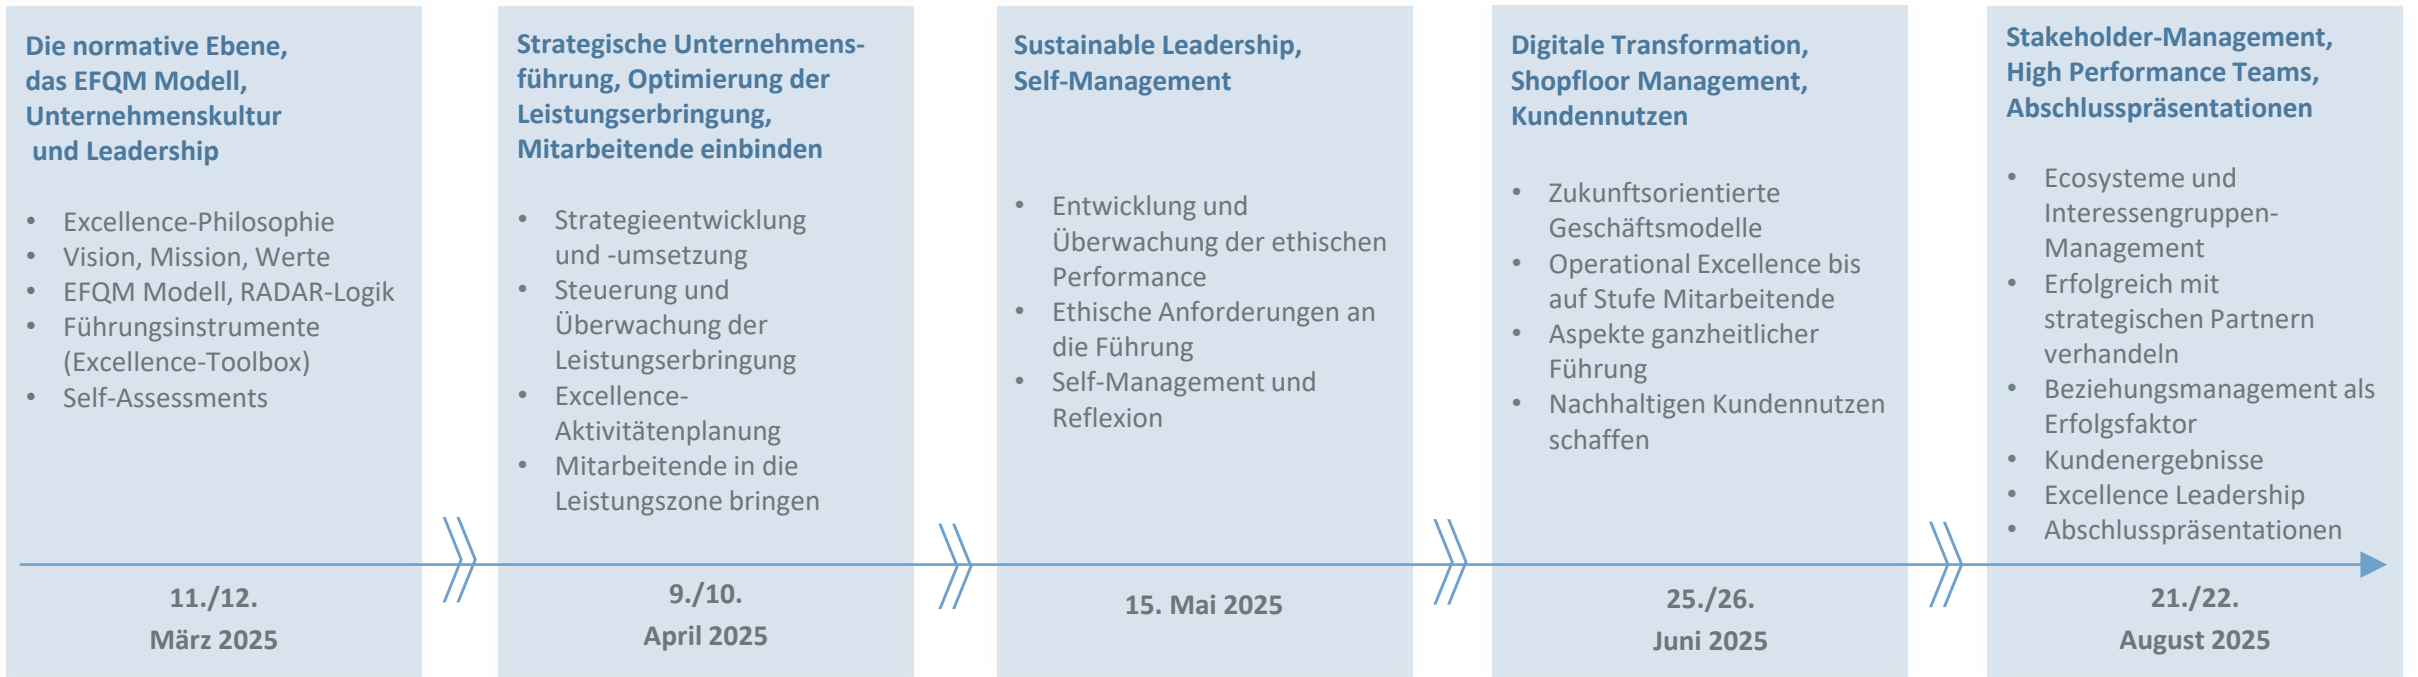 Die normative Ebene,
das EFQM Modell,
Unternehmenskultur
und Leadership
• Excellence-Philosophie
• Vision, Mission, Werte
• EFQM Modell, RADAR-Logik
• Führungsinstrumente
(Excellence-Toolbox)
• Self-Assessments
11./12.
März 2025
Strategische Unternehmens-
führung, Optimierung der
Leistungserbringung,
Mitarbeitende einbinden
• Strategieentwicklung
und -umsetzung
• Steuerung und
Überwachung der
Leistungserbringung
• Excellence-
Aktivitätenplanung
• Mitarbeitende in die
Leistungszone bringen
9./10.
April 2025
Sustainable Leadership,
Self-Management
• Entwicklung und
Überwachung der ethischen
Performance
• Ethische Anforderungen an
die Führung
• Self-Management und
Reflexion
15. Mai 2025
Digitale Transformation,
Shopfloor Management,
Kundennutzen
• Zukunftsorientierte
Geschäftsmodelle
• Operational Excellence bis
auf Stufe Mitarbeitende
• Aspekte ganzheitlicher
Führung
• Nachhaltigen Kundennutzen
schaffen
25./26.
Juni 2025
Stakeholder-Management,
High Performance Teams,
Abschlusspräsentationen
• Ecosysteme und
Interessengruppen-
Management
• Erfolgreich mit
strategischen Partnern
verhandeln
• Beziehungsmanagement als
Erfolgsfaktor
• Kundenergebnisse
• Excellence Leadership
• Abschlusspräsentationen
21./22.
August 2025